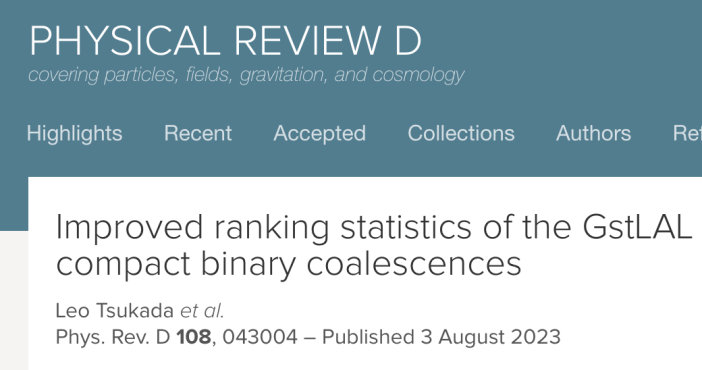 PHYSICAL REVIEW D
covering particles, fields, gravitation, and cosmology
Highlights Recent Accepted Collections Authors
Improved ranking statistics of the GstLAL
compact binary coalescences
Leo Tsukada et al.
Phys. Rev. D 108, 043004 – Published 3 August 2023